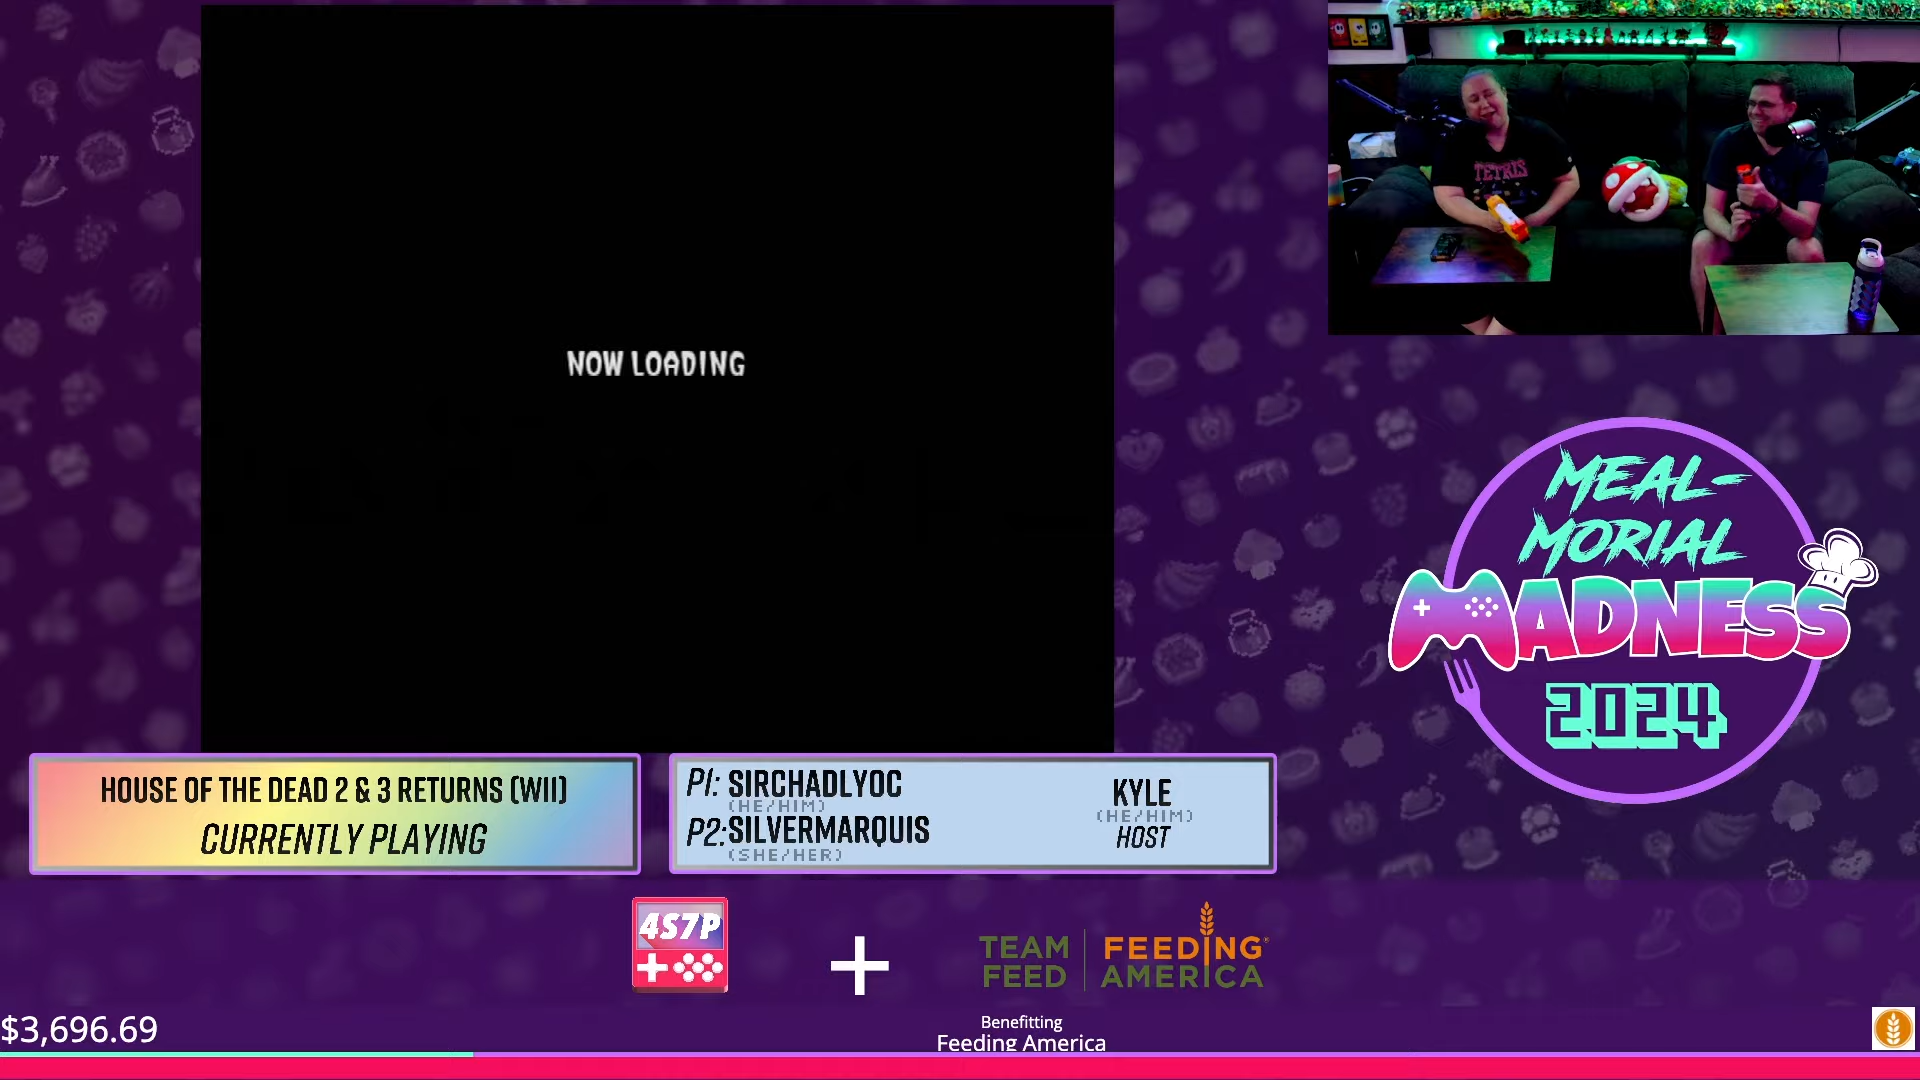 NOW LOADING
TETRIS
MEAL-
MORIAL
MADNESS
2024
HOUSE OF THE DEAD 2 & 3 RETURNS (WII)
CURRENTLY PLAYING
P1: SIRCHADLYOC
(HE/HIM)
P2: SILVERMARQUIS
(SHE/HER)
KYLE
(HE/HIM)
HOST
4S7P
TEAM
FEED
FEEDING
AMERICA
$3,696.69
Benefitting
Feeding America